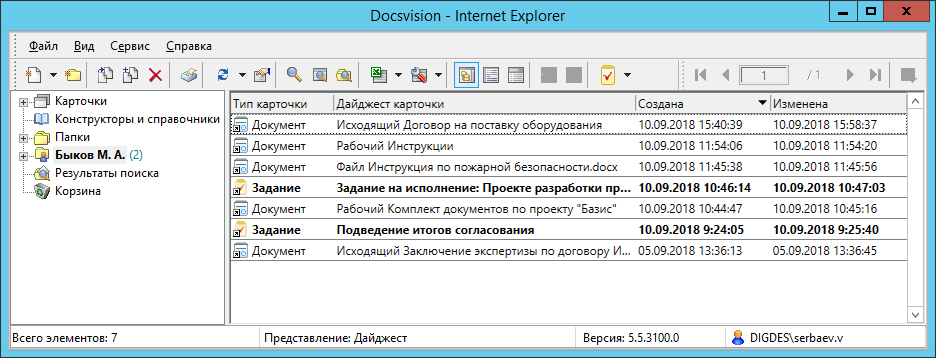 Docsvision - Internet Explorer
Файл Вид Сервис Справка
1 / 1
Карточки
Конструкторы и справочники
Папки
Быков М. А. (2)
Результаты поиска
Корзина
Тип карточки Дайджест карточки Создана Изменена
Документ Исходящий Договор на поставку оборудования 10.09.2018 15:40:39 10.09.2018 15:58:37
Документ Рабочий Инструкции 10.09.2018 11:54:06 10.09.2018 11:54:20
Документ Файл Инструкция по пожарной безопасности.docx 10.09.2018 11:45:38 10.09.2018 11:45:56
Задание Задание на исполнение: Проекте разработки пр... 10.09.2018 10:46:14 10.09.2018 10:47:03
Документ Рабочий Комплект документов по проекту "Базис" 10.09.2018 10:44:47 10.09.2018 10:45:16
Задание Подведение итогов согласования 10.09.2018 9:24:05 10.09.2018 9:25:40
Документ Исходящий Заключение экспертизы по договору И... 05.09.2018 13:36:13 05.09.2018 13:36:45
Всего элементов: 7 Представление: Дайджест Версия: 5.5.3100.0 DIGDES\serbaev.v